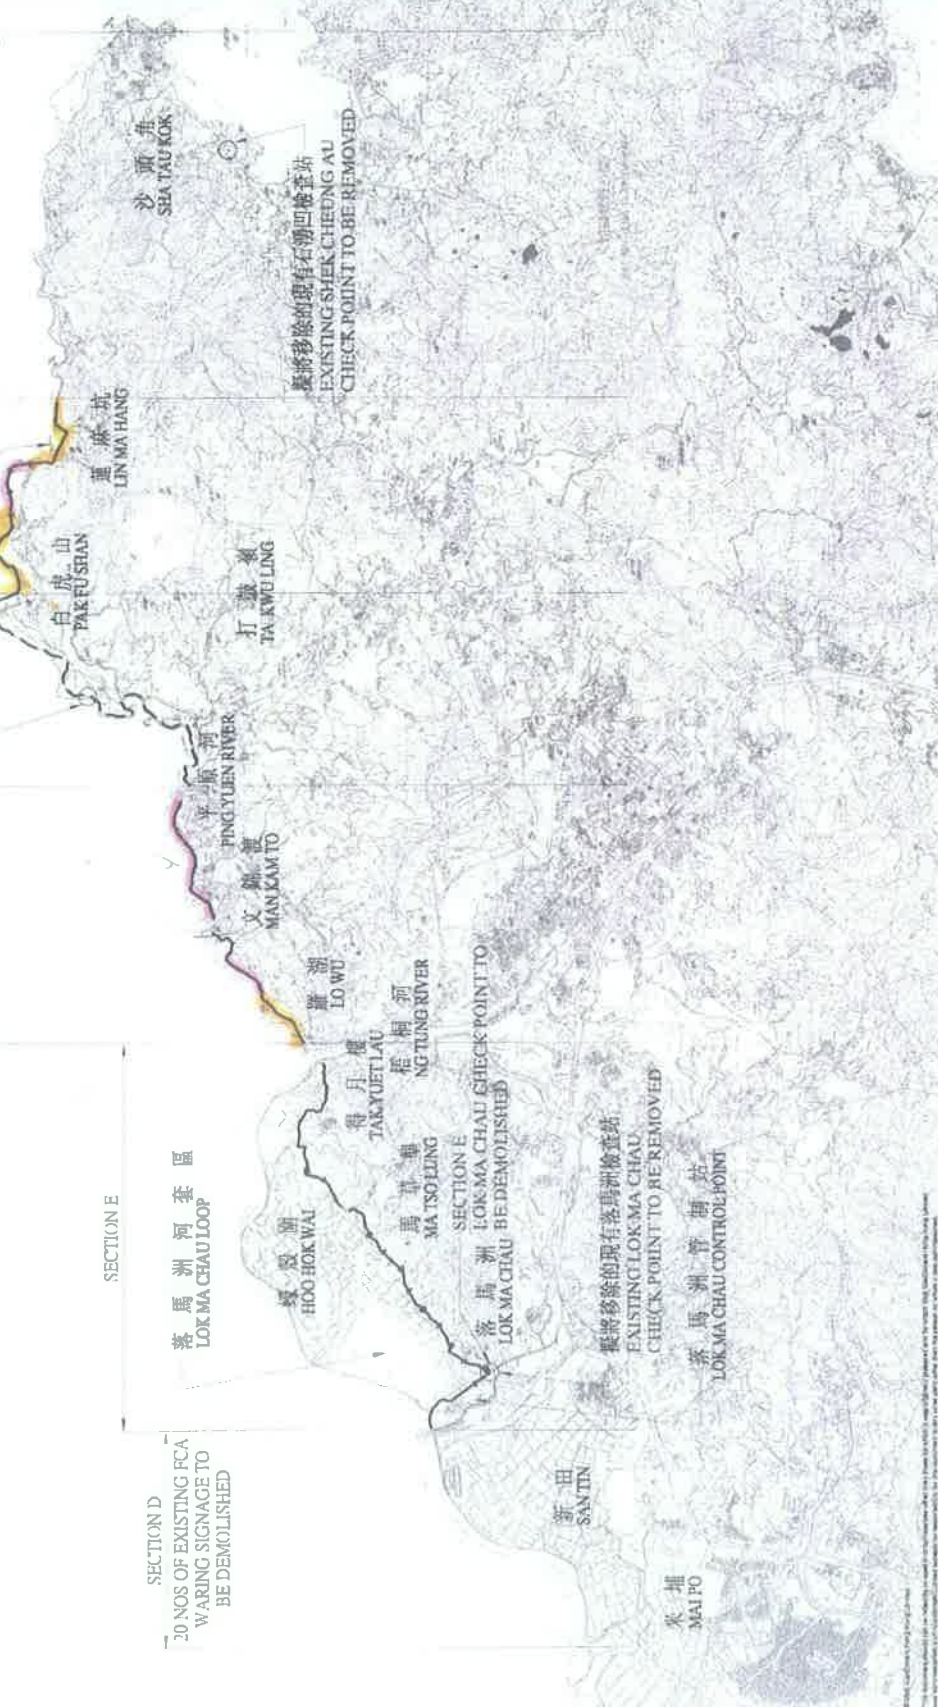 SECTION D
20 NOS OF EXISTING FCA
WARING SIGNAGE TO
BE DEMOLISHED
SECTION E
落馬洲河套區
LOK MA CHAU LOOP
蠔殼圍
HOO HOK WAI
米埔
MAI PO
新田
SAN TIN
落馬洲
LOK MA CHAU
SECTION E
LOK MA CHAU CHECK POINT TO
BE DEMOLISHED
擬將移除的現有落馬洲檢查站
EXISTING LOK MA CHAU
CHECK POINT TO BE REMOVED
落馬洲管制站
LOK MA CHAU CONTROL POINT
馬草壟
MA TSO LUNG
得月樓
TAK YUET LAU
梧桐河
NG TUNG RIVER
羅湖
LO WU
文錦渡
MAN KAM TO
平原河
PING YUEN RIVER
白虎山
PAK FU SHAN
打鼓嶺
TA KWU LING
蓮麻坑
LIN MA HANG
沙頭角
SHA TAU KOK
擬將移除的現有石涌凹檢查站
EXISTING SHEK CHEUNG AU
CHECK POINT TO BE REMOVED